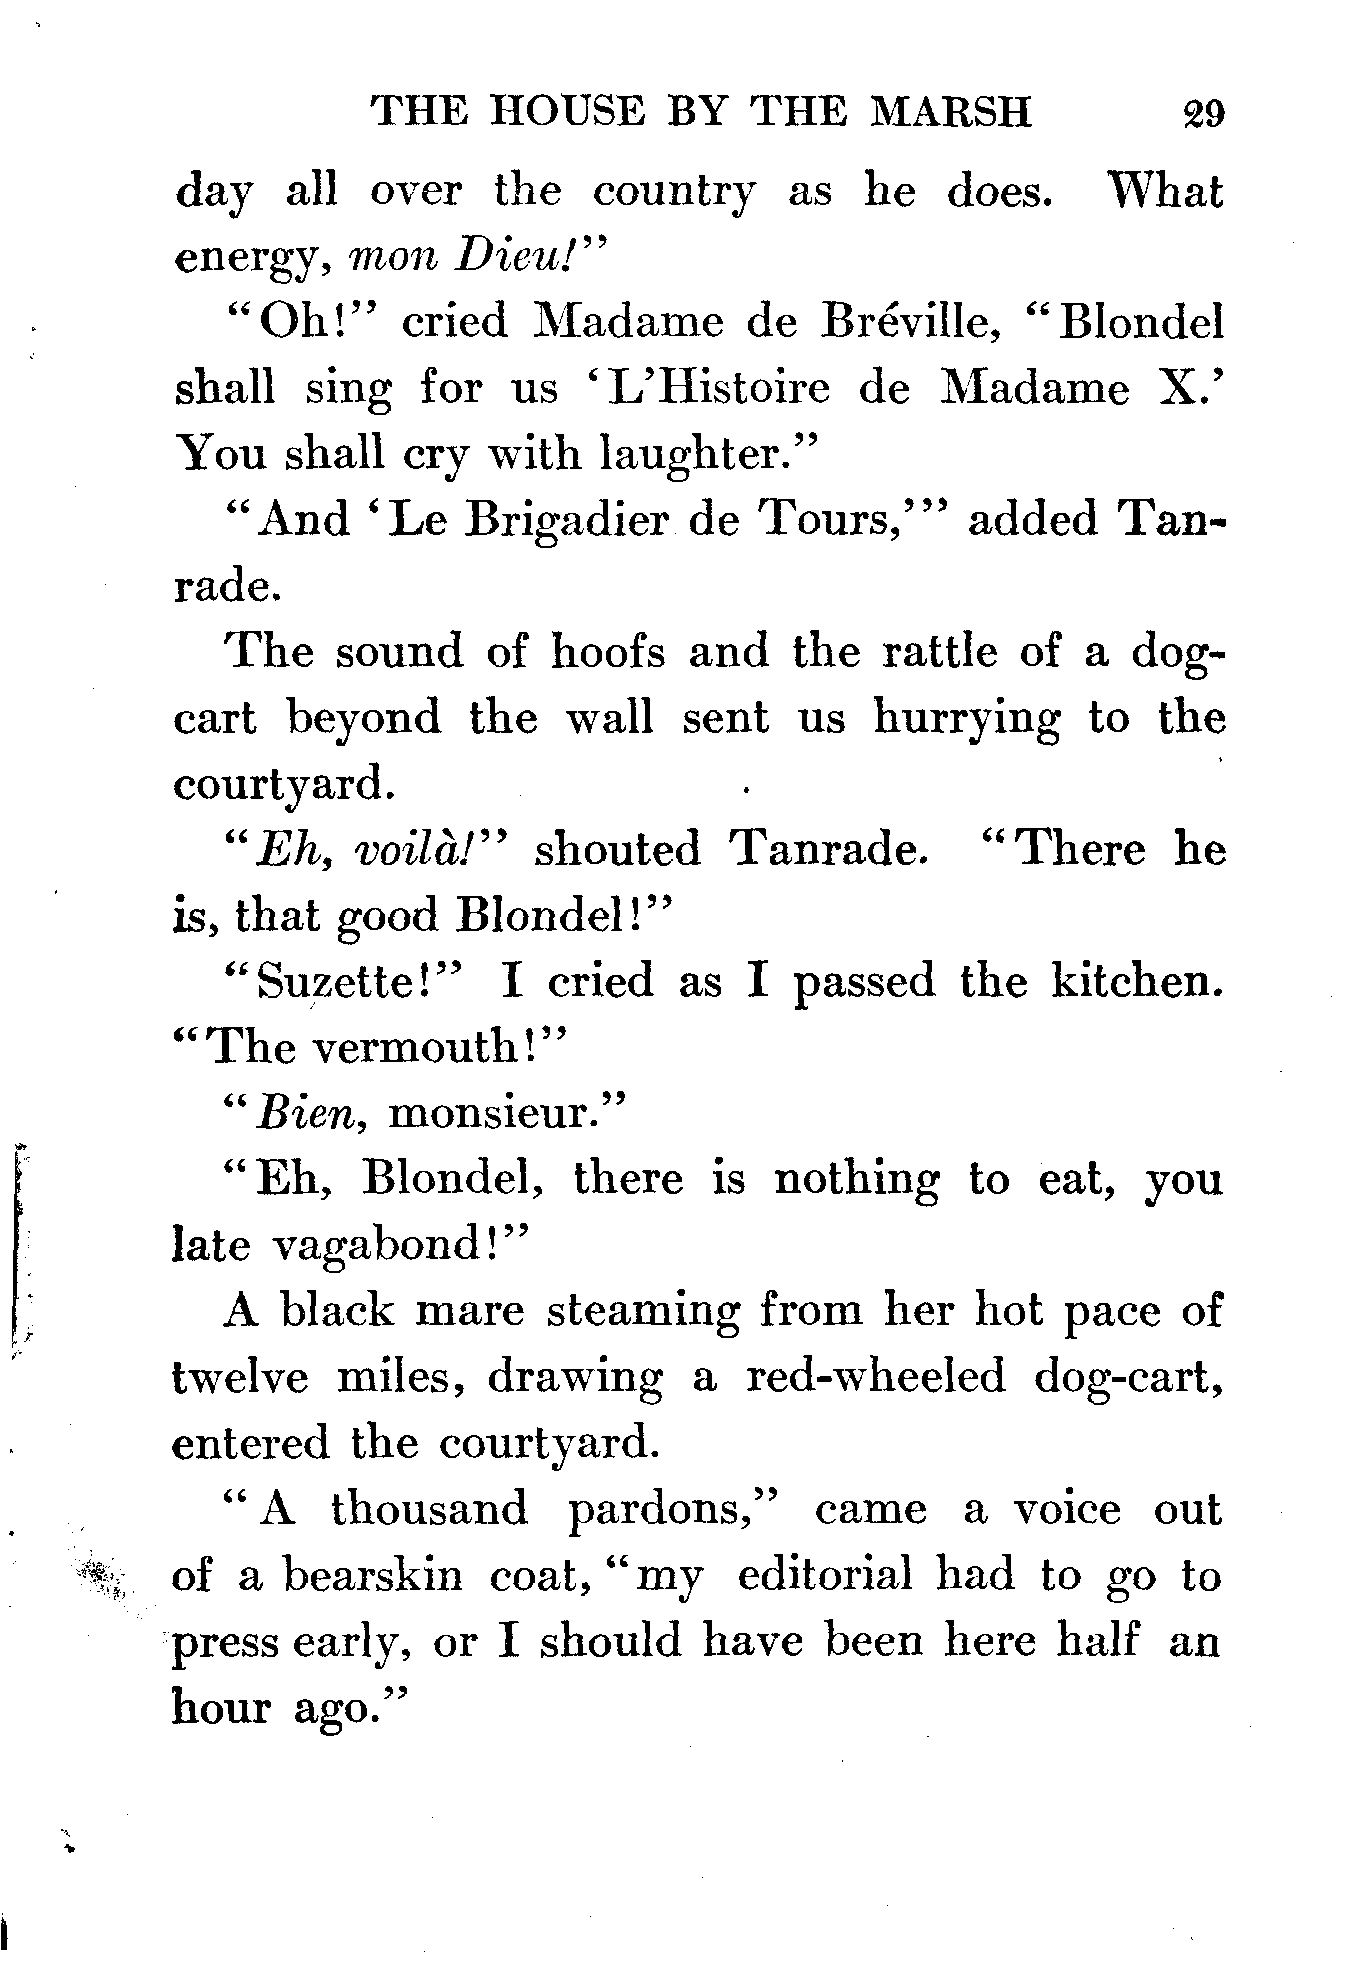 THE HOUSE BY THE MARSH 29
day all over the country as he does. What
energy, mon Dieu!”
“Oh!” cried Madame de Bréville, “Blondel
shall sing for us ‘L’Histoire de Madame X.’
You shall cry with laughter.”
“And ‘Le Brigadier de Tours,’” added Tan-
rade.
The sound of hoofs and the rattle of a dog-
cart beyond the wall sent us hurrying to the
courtyard.
“Eh, voilà!” shouted Tanrade. “There he
is, that good Blondel!”
“Suzette!” I cried as I passed the kitchen.
“The vermouth!”
“Bien, monsieur.”
“Eh, Blondel, there is nothing to eat, you
late vagabond!”
A black mare steaming from her hot pace of
twelve miles, drawing a red-wheeled dog-cart,
entered the courtyard.
“A thousand pardons,” came a voice out
of a bearskin coat, “my editorial had to go to
press early, or I should have been here half an
hour ago.”